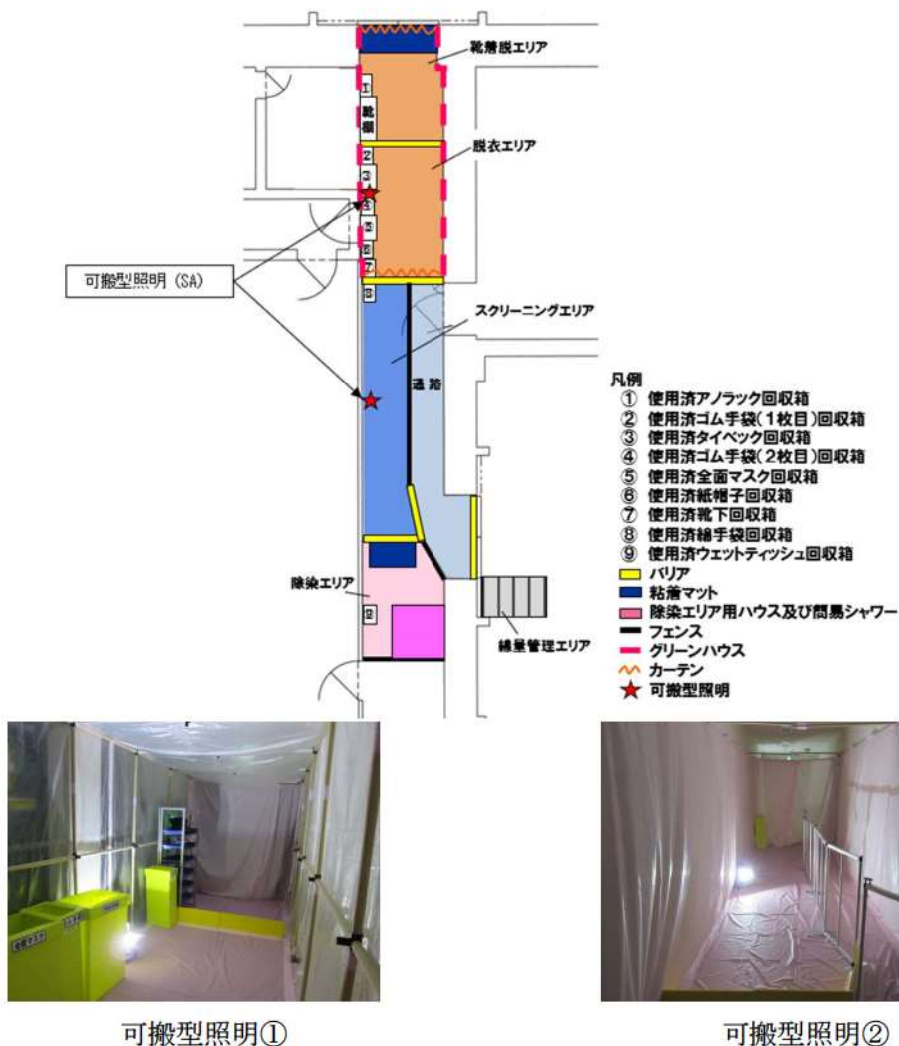 靴着脱エリア
①
靴棚
脱衣エリア
②
③
④
⑤
⑥
⑦
可搬型照明(SA)
⑧
スクリーニングエリア
通路
除染エリア
⑨
線量管理エリア
凡例
① 使用済アノラック回収箱
② 使用済ゴム手袋(1枚目)回収箱
③ 使用済タイベック回収箱
④ 使用済ゴム手袋(2枚目)回収箱
⑤ 使用済全面マスク回収箱
⑥ 使用済紙帽子回収箱
⑦ 使用済靴下回収箱
⑧ 使用済綿手袋回収箱
⑨ 使用済ウェットティッシュ回収箱
バリア
粘着マット
除染エリア用ハウス及び簡易シャワー
フェンス
グリーンハウス
カーテン
可搬型照明
全面マスク
可搬型照明①
可搬型照明②